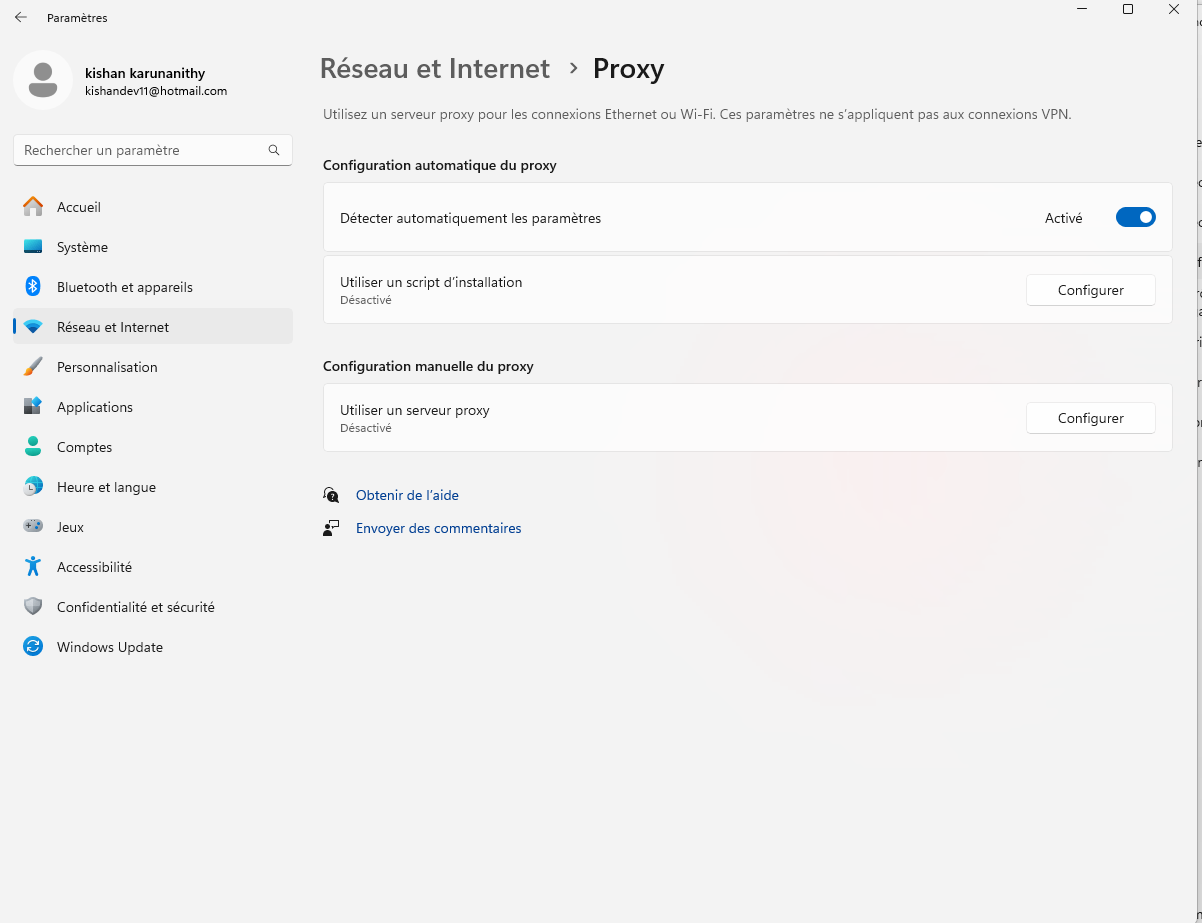 Paramètres
kishan karunanithy
kishandev11@hotmail.com
Rechercher un paramètre
Accueil
Système
Bluetooth et appareils
Réseau et Internet
Personnalisation
Applications
Comptes
Heure et langue
Jeux
Accessibilité
Confidentialité et sécurité
Windows Update
Réseau et Internet > Proxy
Utilisez un serveur proxy pour les connexions Ethernet ou Wi-Fi. Ces paramètres ne s’appliquent pas aux connexions VPN.
Configuration automatique du proxy
Détecter automatiquement les paramètres
Activé
Utiliser un script d’installation
Désactivé
Configurer
Configuration manuelle du proxy
Utiliser un serveur proxy
Désactivé
Configurer
Obtenir de l’aide
Envoyer des commentaires